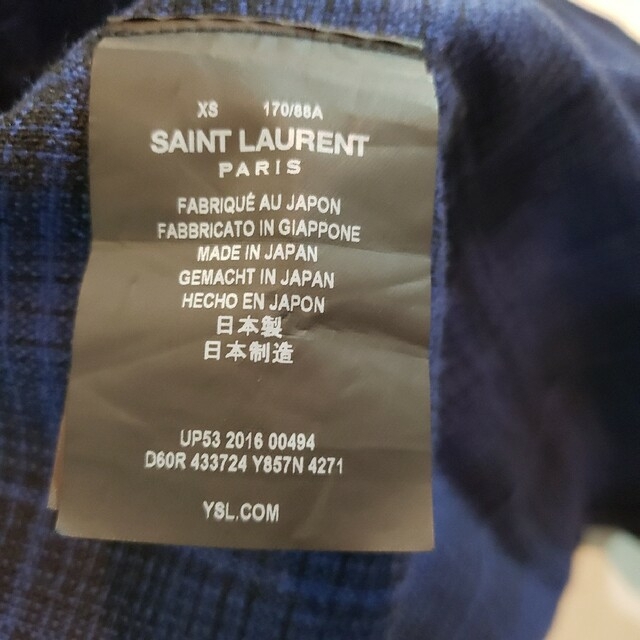 XS 170/88A
SAINT LAURENT
PARIS
FABRIQUÉ AU JAPON
FABBRICATO IN GIAPPONE
MADE IN JAPAN
GEMACHT IN JAPAN
HECHO EN JAPON
日本製
日本制造
UP53 2016 00494
D60R 433724 Y857N 4271
YSL.COM